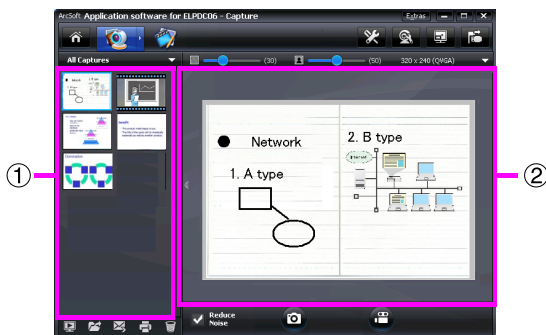 ArcSoft Application software for ELPDC06 - Capture
Extras
All Captures
(30)
(50)
320 x 240 (QVGA)
1
2
Network
1. A type
2. B type
Reduce
Noise